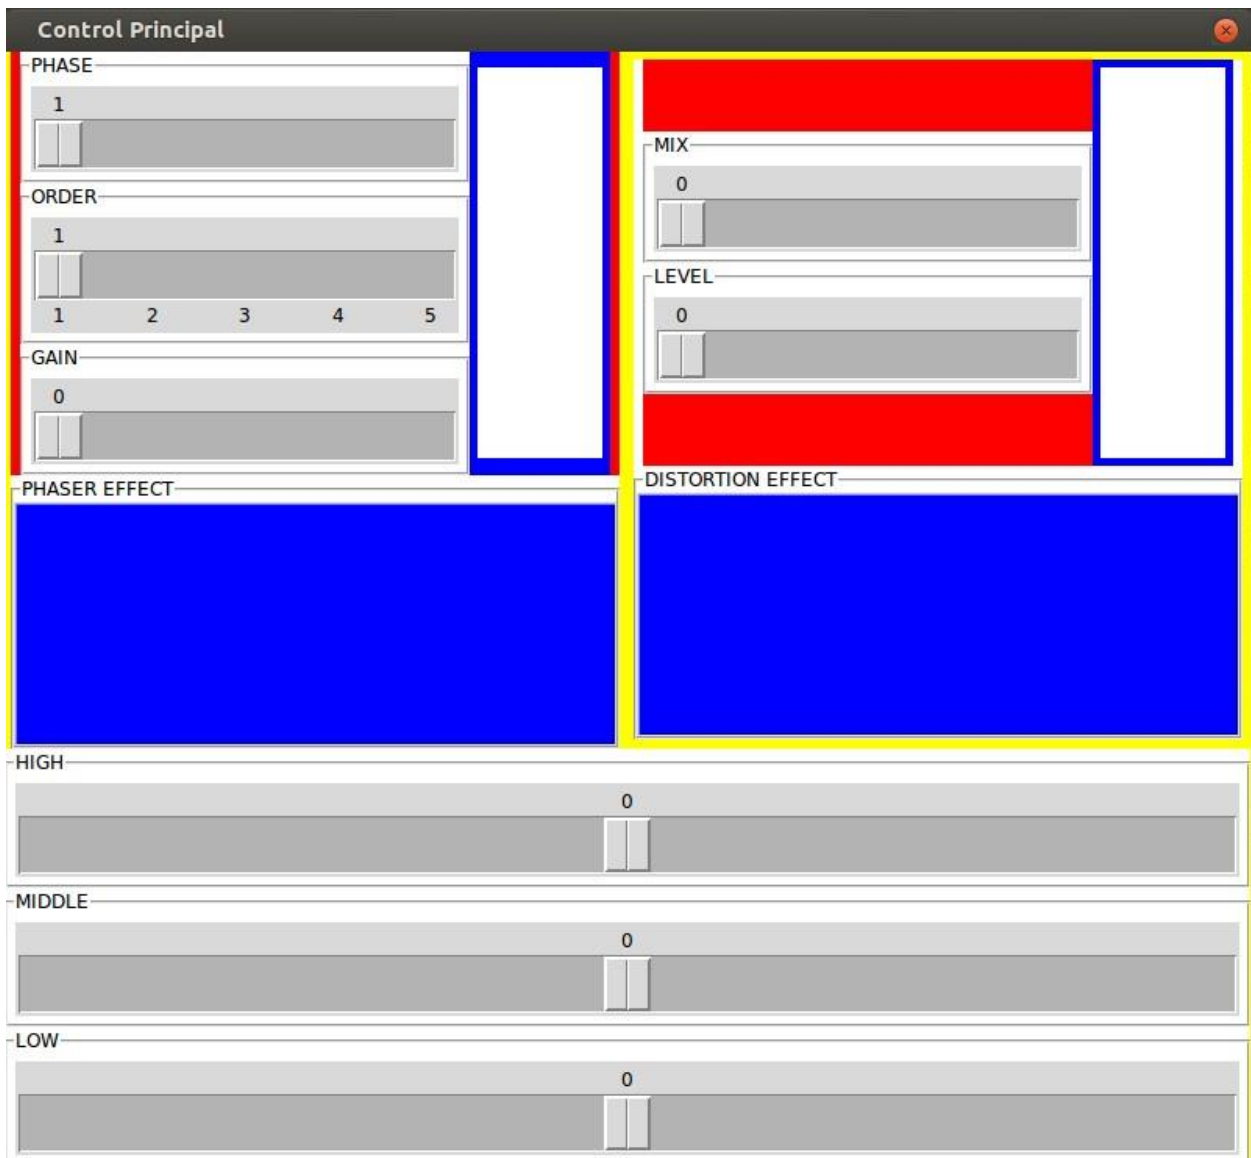 Control Principal
PHASE
1
ORDER
1
1 2 3 4 5
GAIN
0
PHASER EFFECT
MIX
0
LEVEL
0
DISTORTION EFFECT
HIGH
0
MIDDLE
0
LOW
0